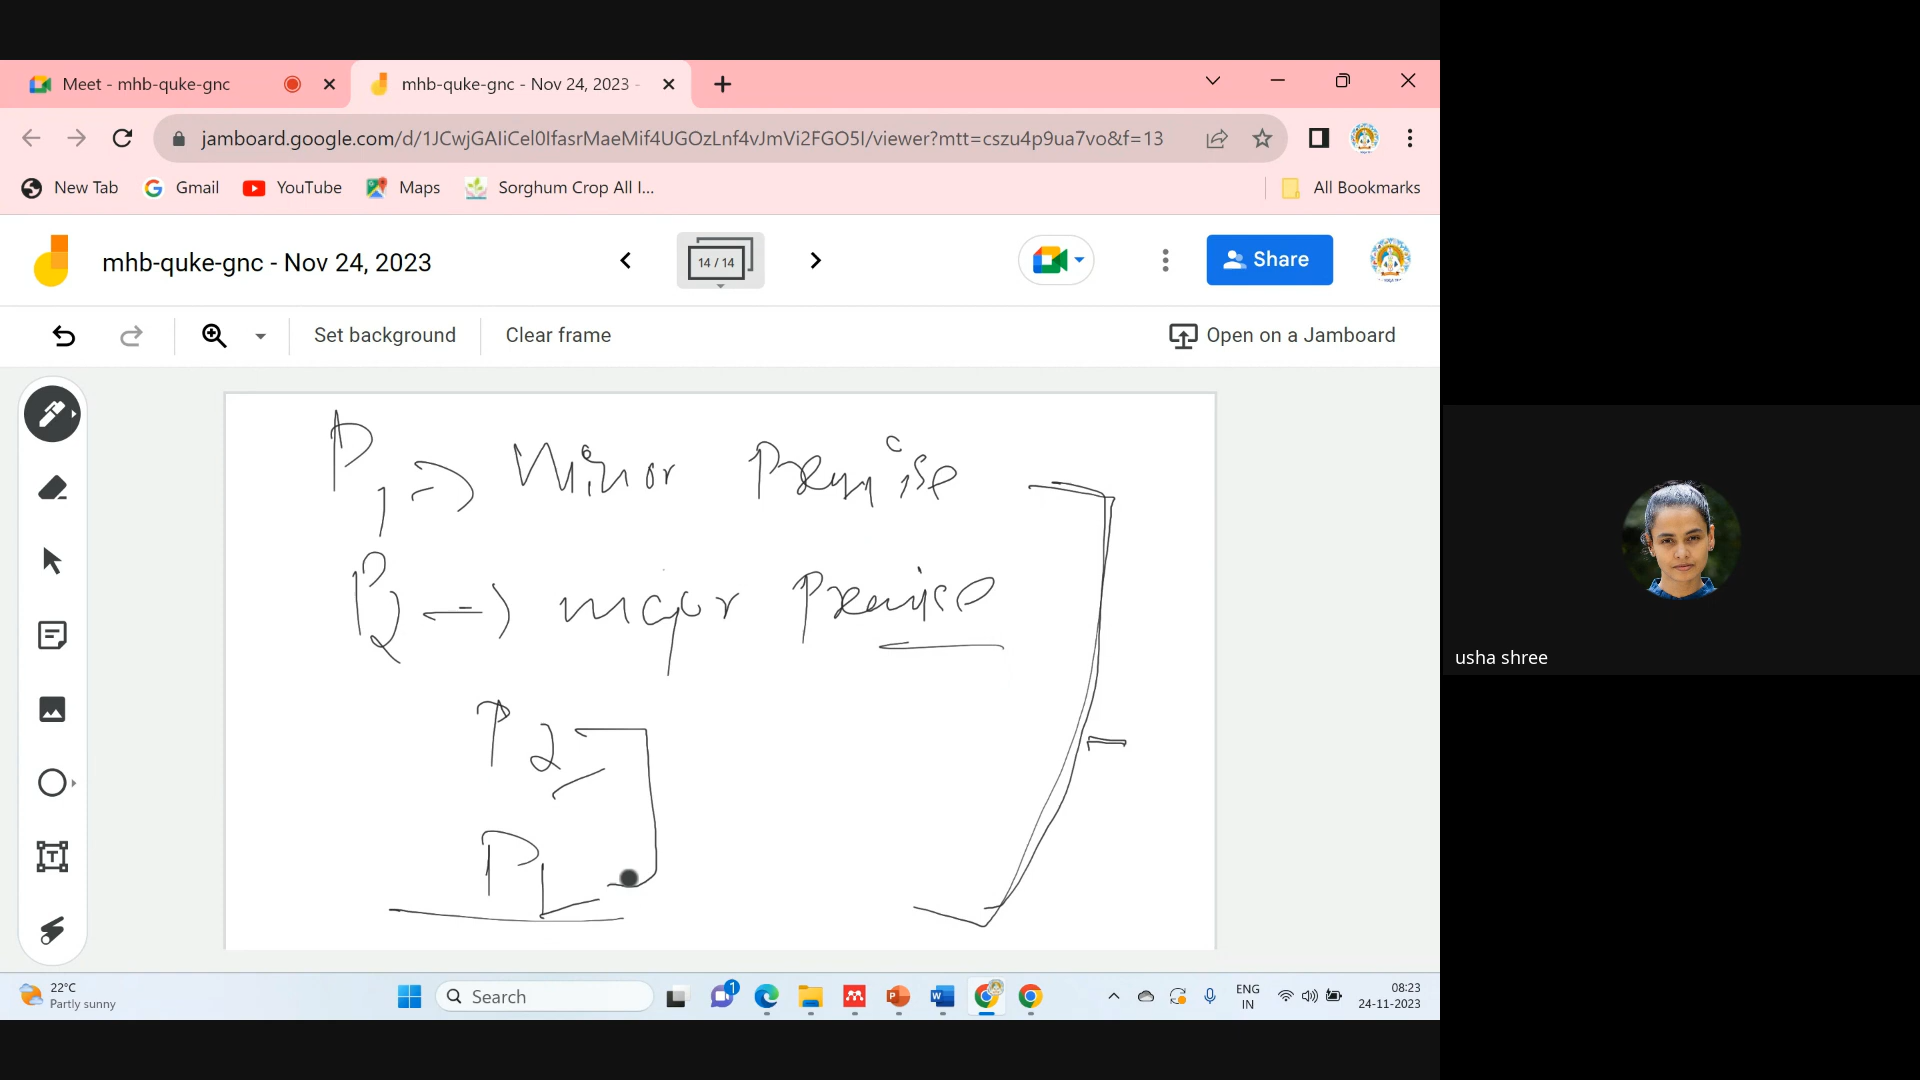 Meet - mhb-quke-gnc
mhb-quke-gnc - Nov 24, 2023 -
jamboard.google.com/d/1JCwjGAIiCel0IfasrMaeMif4UGOzLnf4vJmVi2FGO5I/viewer?mtt=cszu4p9ua7vo&f=13
New Tab Gmail YouTube Maps Sorghum Crop All I... All Bookmarks
mhb-quke-gnc - Nov 24, 2023 14 / 14 Share
Set background Clear frame Open on a Jamboard
P1 => Minor Premise
P2 => major Premise
P2
P1
usha shree
22°C
Partly sunny
Search
1
ENG
IN
08:23
24-11-2023